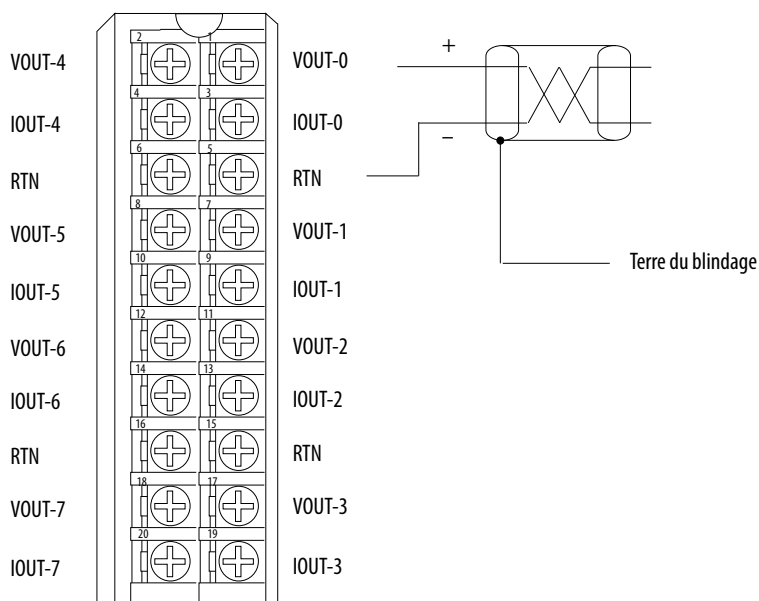 2 1
VOUT-4 VOUT-0 +
4 3
IOUT-4 IOUT-0 –
6 5
RTN RTN
8 7
VOUT-5 VOUT-1
Terre du blindage
10 9
IOUT-5 IOUT-1
12 11
VOUT-6 VOUT-2
14 13
IOUT-6 IOUT-2
16 15
RTN RTN
18 17
VOUT-7 VOUT-3
20 19
IOUT-7 IOUT-3